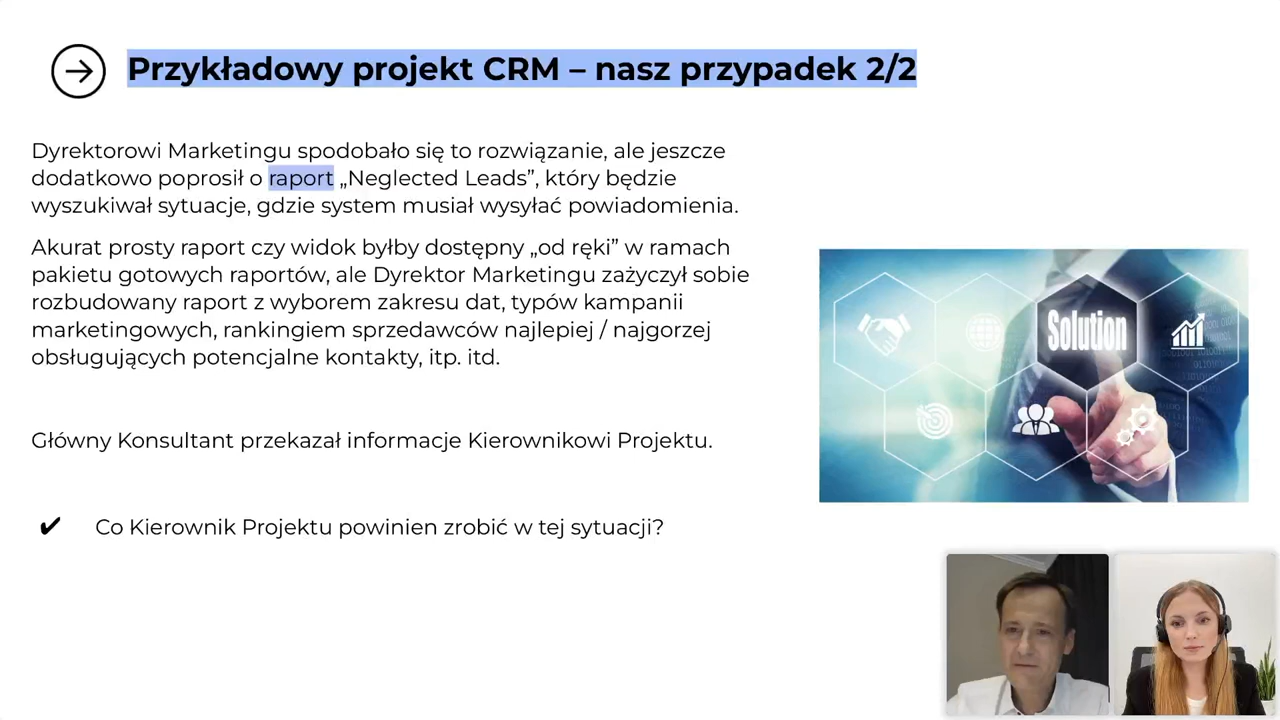 Przykładowy projekt CRM – nasz przypadek 2/2
Dyrektorowi Marketingu spodobało się to rozwiązanie, ale jeszcze
dodatkowo poprosił o raport „Neglected Leads”, który będzie
wyszukiwał sytuacje, gdzie system musiał wysyłać powiadomienia.
Akurat prosty raport czy widok byłby dostępny „od ręki” w ramach
pakietu gotowych raportów, ale Dyrektor Marketingu zażyczył sobie
rozbudowany raport z wyborem zakresu dat, typów kampanii
marketingowych, rankingiem sprzedawców najlepiej / najgorzej
obsługujących potencjalne kontakty, itp. itd.
Solution
Główny Konsultant przekazał informacje Kierownikowi Projektu.
✔ Co Kierownik Projektu powinien zrobić w tej sytuacji?